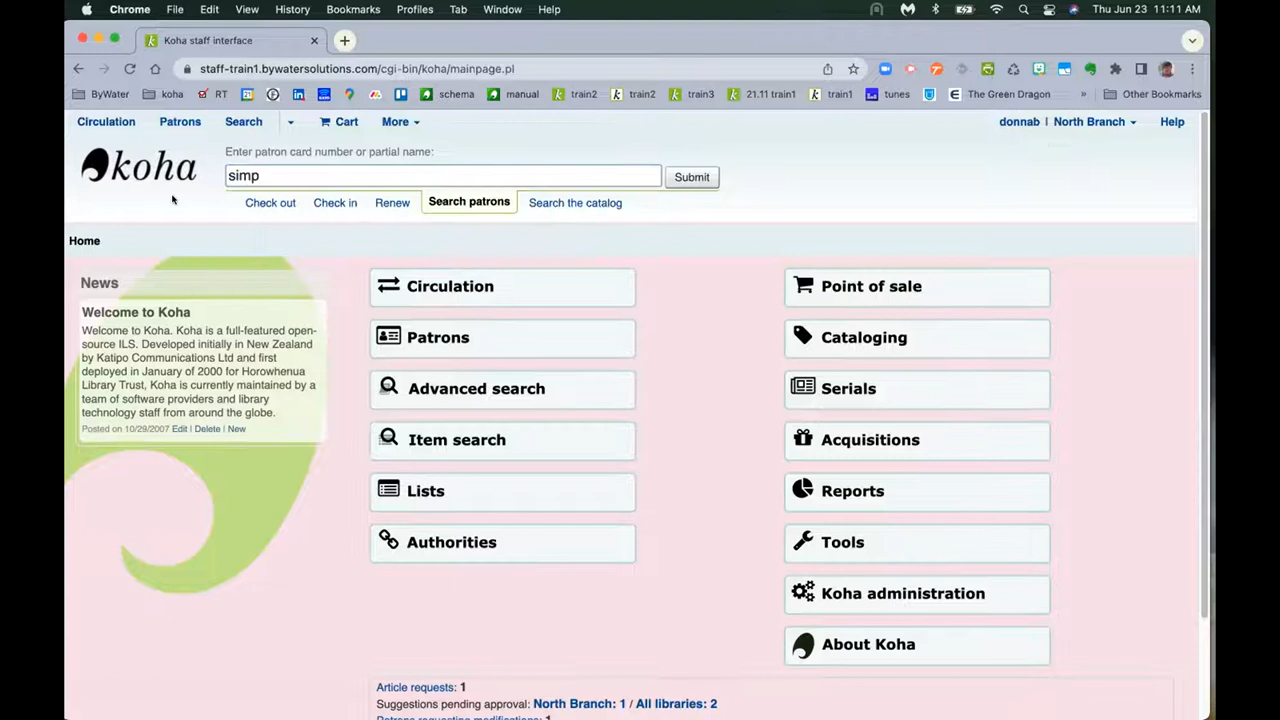 Chrome File Edit View History Bookmarks Profiles Tab Window Help Thu Jun 23 11:11 AM
Koha staff interface
staff-train1.bywatersolutions.com/cgi-bin/koha/mainpage.pl
ByWater koha RT schema manual train2 train2 train3 21.11 train1 train1 tunes The Green Dragon » Other Bookmarks
Circulation Patrons Search Cart More donnab | North Branch Help
koha
Enter patron card number or partial name:
simp
Submit
Check out Check in Renew Search patrons Search the catalog
Home
News
Welcome to Koha
Welcome to Koha. Koha is a full-featured open-
source ILS. Developed initially in New Zealand
by Katipo Communications Ltd and first
deployed in January of 2000 for Horowhenua
Library Trust, Koha is currently maintained by a
team of software providers and library
technology staff from around the globe.
Posted on 10/29/2007 Edit | Delete | New
Circulation
Patrons
Advanced search
Item search
Lists
Authorities
Point of sale
Cataloging
Serials
Acquisitions
Reports
Tools
Koha administration
About Koha
Article requests: 1
Suggestions pending approval: North Branch: 1 / All libraries: 2
Patrons requesting modifications: 1